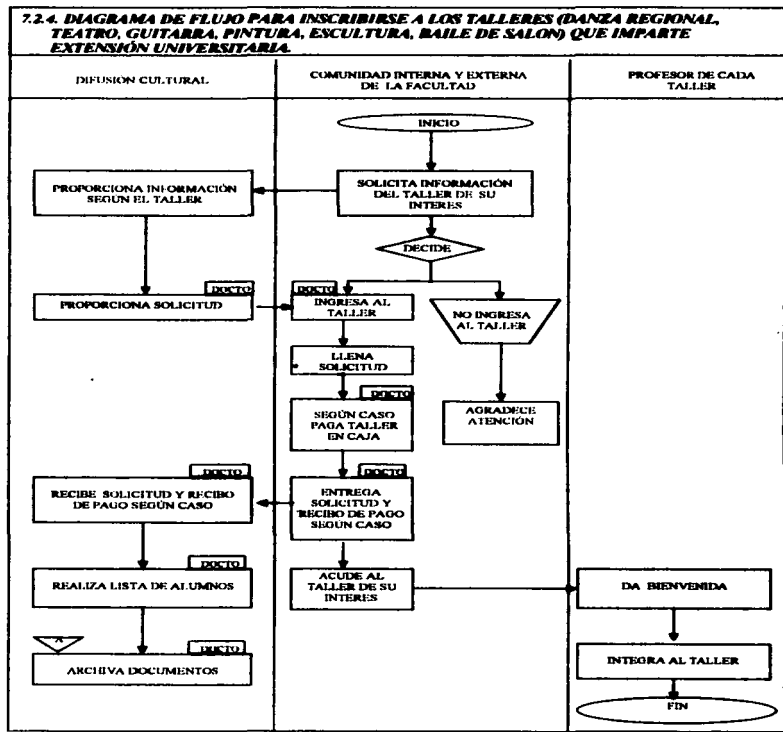 7.2.4. DIAGRAMA DE FLUJO PARA INSCRIBIRSE A LOS TALLERES (DANZA REGIONAL,
TEATRO, GUITARRA, PINTURA, ESCULTURA, BAILE DE SALON) QUE IMPARTE
EXTENSIÓN UNIVERSITARIA.
DIFUSIÓN CULTURAL
COMUNIDAD INTERNA Y EXTERNA
DE LA FACULTAD
PROFESOR DE CADA
TALLER
INICIO
PROPORCIONA INFORMACIÓN
SEGÚN EL TALLER
SOLICITA INFORMACIÓN
DEL TALLER DE SU
INTERES
DECIDE
DOCTO
PROPORCIONA SOLICITUD
DOCTO
INGRESA AL
TALLER
NO INGRESA
AL TALLER
LLENA
SOLICITUD
DOCTO
SEGÚN CASO
PAGA TALLER
EN CAJA
AGRADECE
ATENCIÓN
DOCTO
RECIBE SOLICITUD Y RECIBO
DE PAGO SEGÚN CASO
DOCTO
ENTREGA
SOLICITUD Y
RECIBO DE PAGO
SEGÚN CASO
DOCTO
REALIZA LISTA DE ALUMNOS
ACUDE AL
TALLER DE SU
INTERES
DA BIENVENIDA
A
DOCTO
ARCHIVA DOCUMENTOS
INTEGRA AL TALLER
FIN